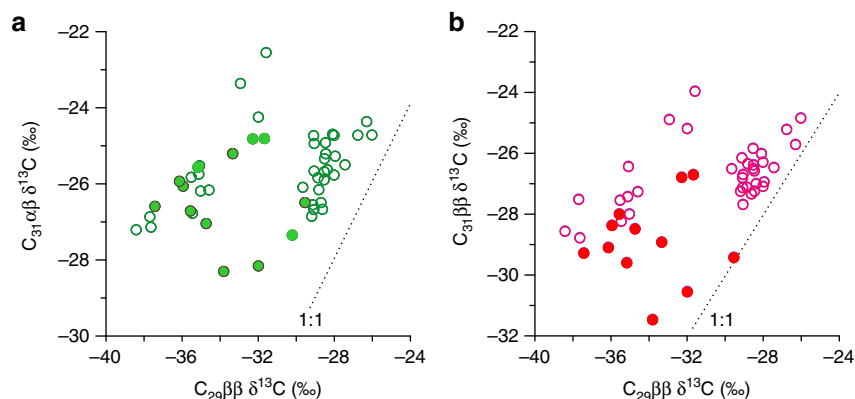 a
b
–22
–24
–26
–28
–30
C31αβ δ13C (‰)
1:1
–40 –36 –32 –28 –24
C29ββ δ13C (‰)
–22
–24
–26
–28
–30
–32
C31ββ δ13C (‰)
1:1
–40 –36 –32 –28 –24
C29ββ δ13C (‰)